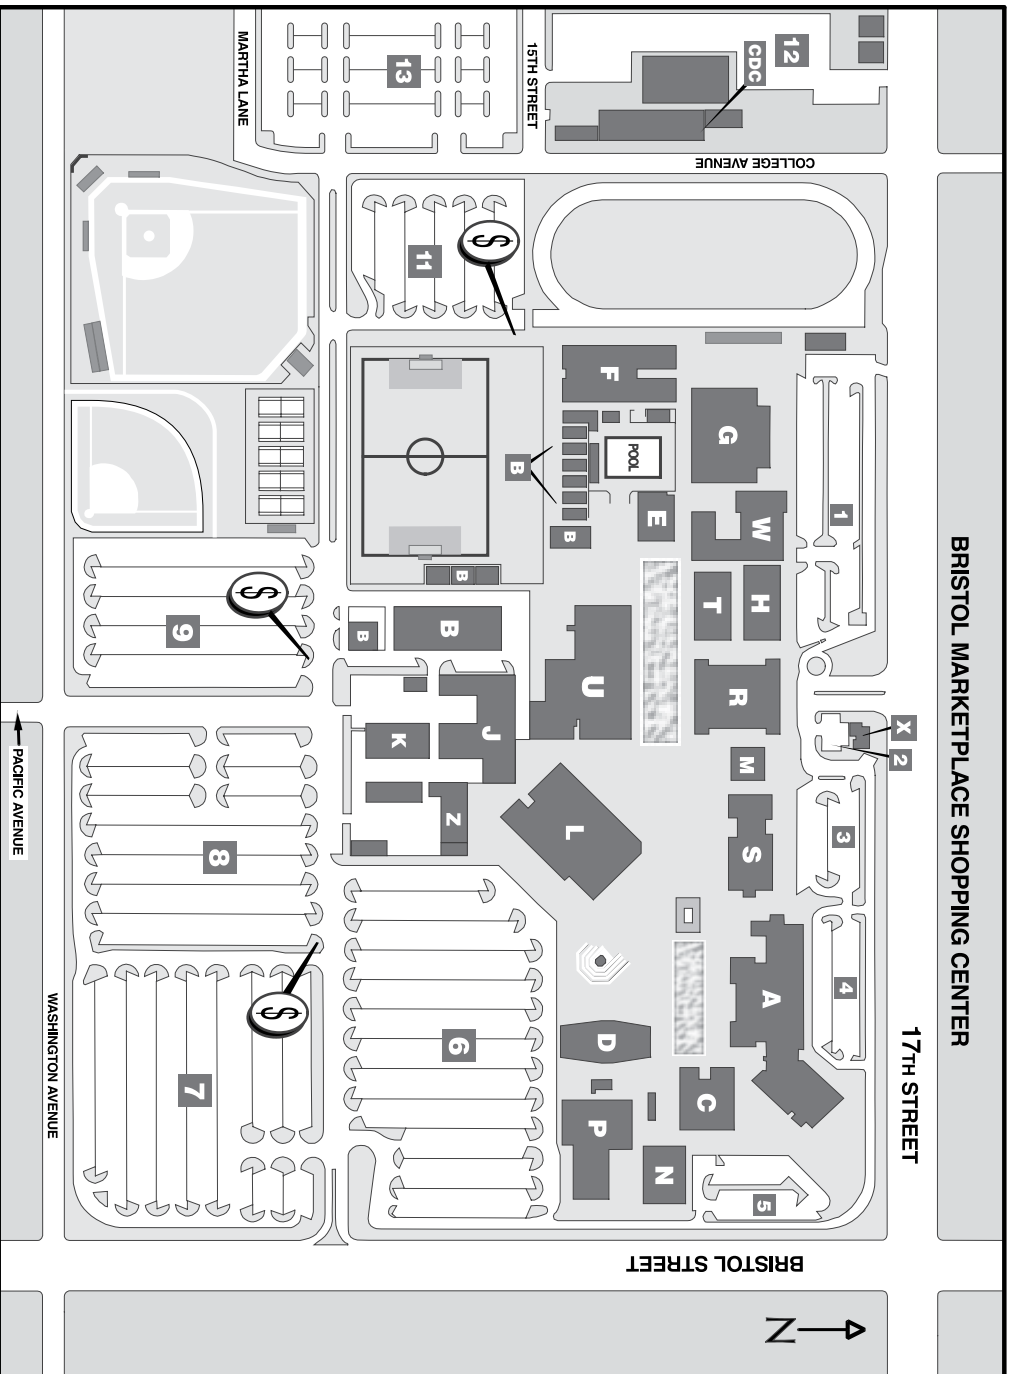 BRISTOL MARKETPLACE SHOPPING CENTER
17TH STREET
X
2
1
3
4
5
12
CDC
COLLEGE AVENUE
BRISTOL STREET
N
G
W
H
T
R
M
S
A
C
N
POOL
E
F
B
B
U
L
D
P
15TH STREET
$
11
B
B
B
J
K
Z
6
13
MARTHA LANE
$
9
8
$
7
WASHINGTON AVENUE
PACIFIC AVENUE